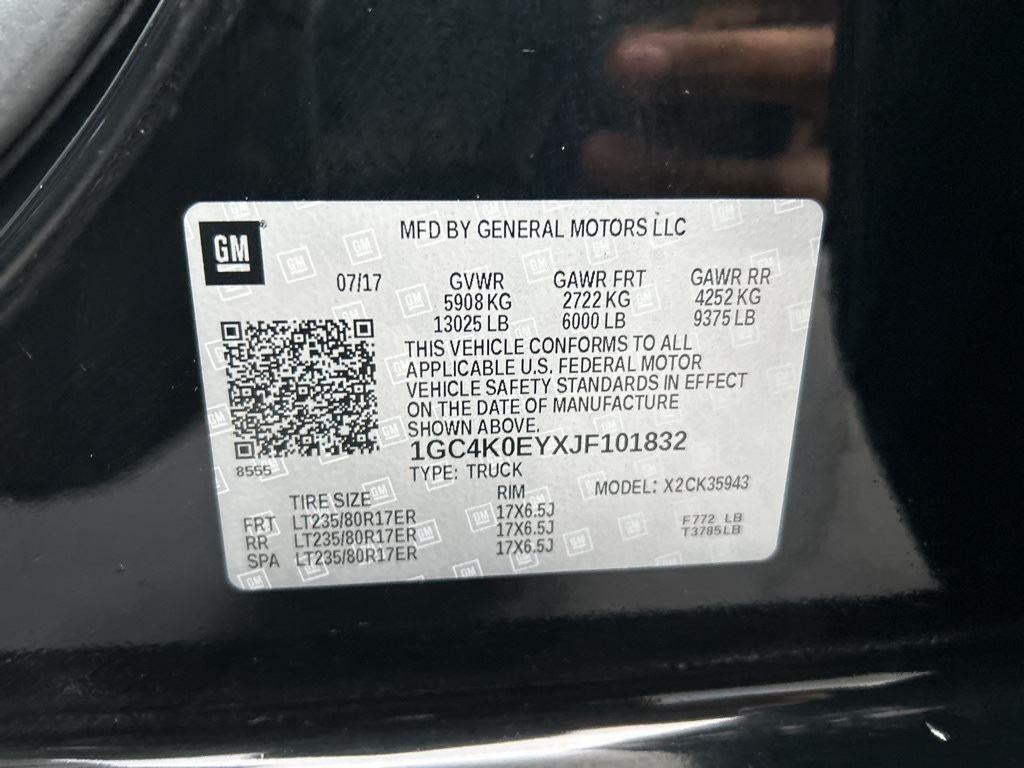 GM
MFD BY GENERAL MOTORS LLC
07/17 GVWR GAWR FRT GAWR RR
5908 KG 2722 KG 4252 KG
13025 LB 6000 LB 9375 LB
THIS VEHICLE CONFORMS TO ALL
APPLICABLE U.S. FEDERAL MOTOR
VEHICLE SAFETY STANDARDS IN EFFECT
ON THE DATE OF MANUFACTURE
SHOWN ABOVE.
8555
1GC4K0EYXJF101832
TYPE: TRUCK
MODEL: X2CK35943
TIRE SIZE RIM
FRT LT235/80R17ER 17X6.5J
RR LT235/80R17ER 17X6.5J
SPA LT235/80R17ER 17X6.5J
F772 LB
T3785LB